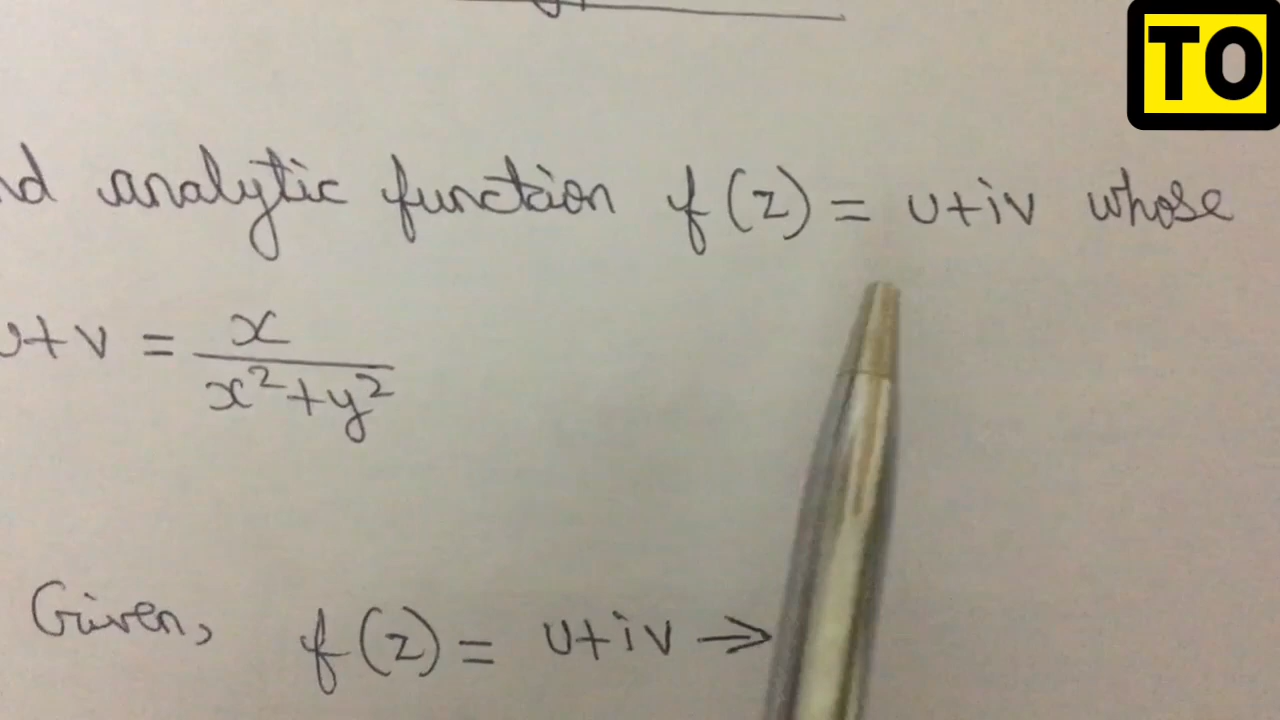 TO
nd analytic function f(z) = u+iv whose
u+v = x/(x²+y²)
Given, f(z) = u+iv →